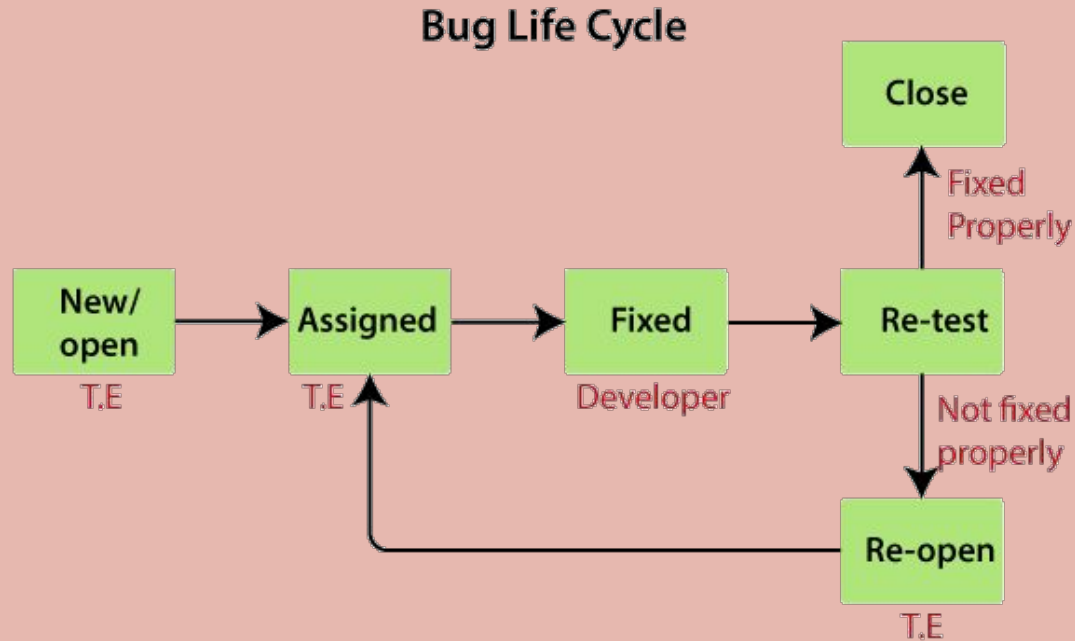 Bug Life Cycle
Close
Fixed
Properly
New/
open
T.E
Assigned
T.E
Fixed
Developer
Re-test
Not fixed
properly
Re-open
T.E